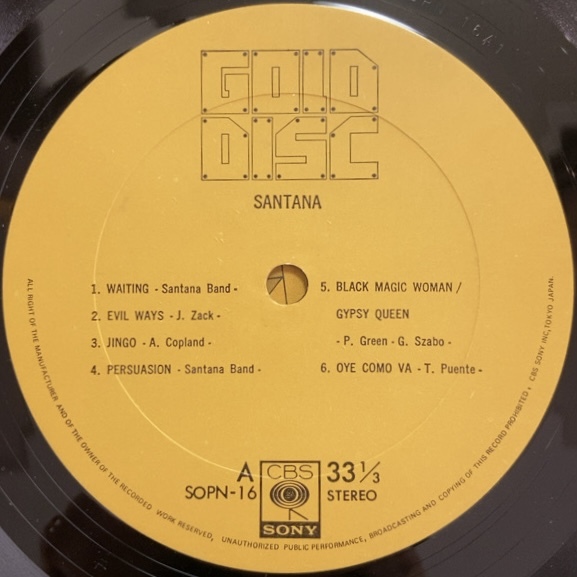 GOLD
DISC
SANTANA
1. WAITING - Santana Band -
2. EVIL WAYS - J. Zack -
3. JINGO - A. Copland -
4. PERSUASION - Santana Band -
5. BLACK MAGIC WOMAN /
GYPSY QUEEN
- P. Green - G. Szabo -
6. OYE COMO VA - T. Puente -
A
SOPN-16
CBS
SONY
33 1/3
STEREO
ALL RIGHT OF THE MANUFACTURER AND OF THE OWNER OF THE RECORDED WORK RESERVED, UNAUTHORIZED PUBLIC PERFORMANCE, BROADCASTING AND COPYING OF THIS RECORD PROHIBITED, CBS SONY INC, TOKYO JAPAN.